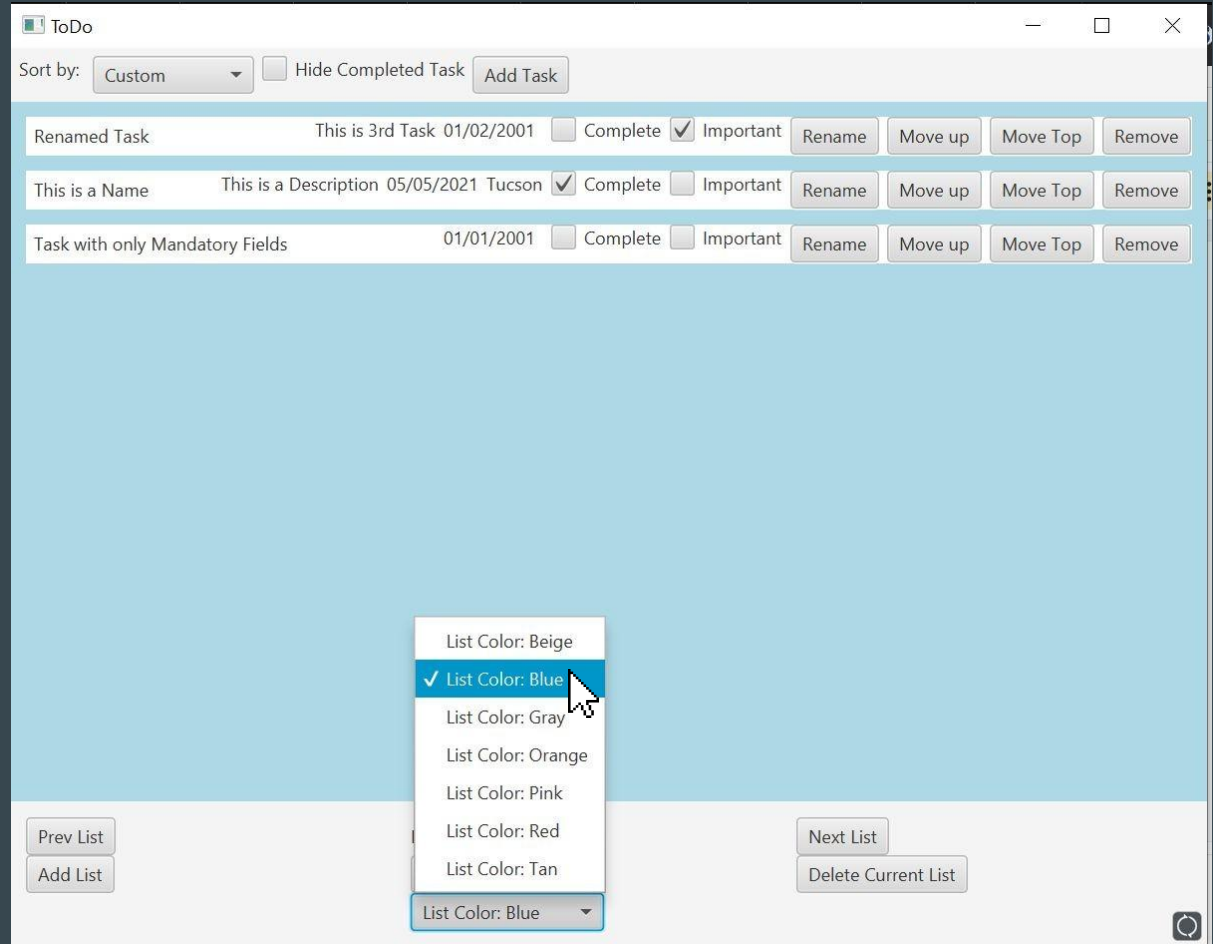 ToDo
Sort by: Custom Hide Completed Task Add Task
Renamed Task This is 3rd Task 01/02/2001 Complete Important Rename Move up Move Top Remove
This is a Name This is a Description 05/05/2021 Tucson Complete Important Rename Move up Move Top Remove
Task with only Mandatory Fields 01/01/2001 Complete Important Rename Move up Move Top Remove
List Color: Beige
List Color: Blue
List Color: Gray
List Color: Orange
List Color: Pink
List Color: Red
List Color: Tan
Prev List Next List
Add List Delete Current List
List Color: Blue